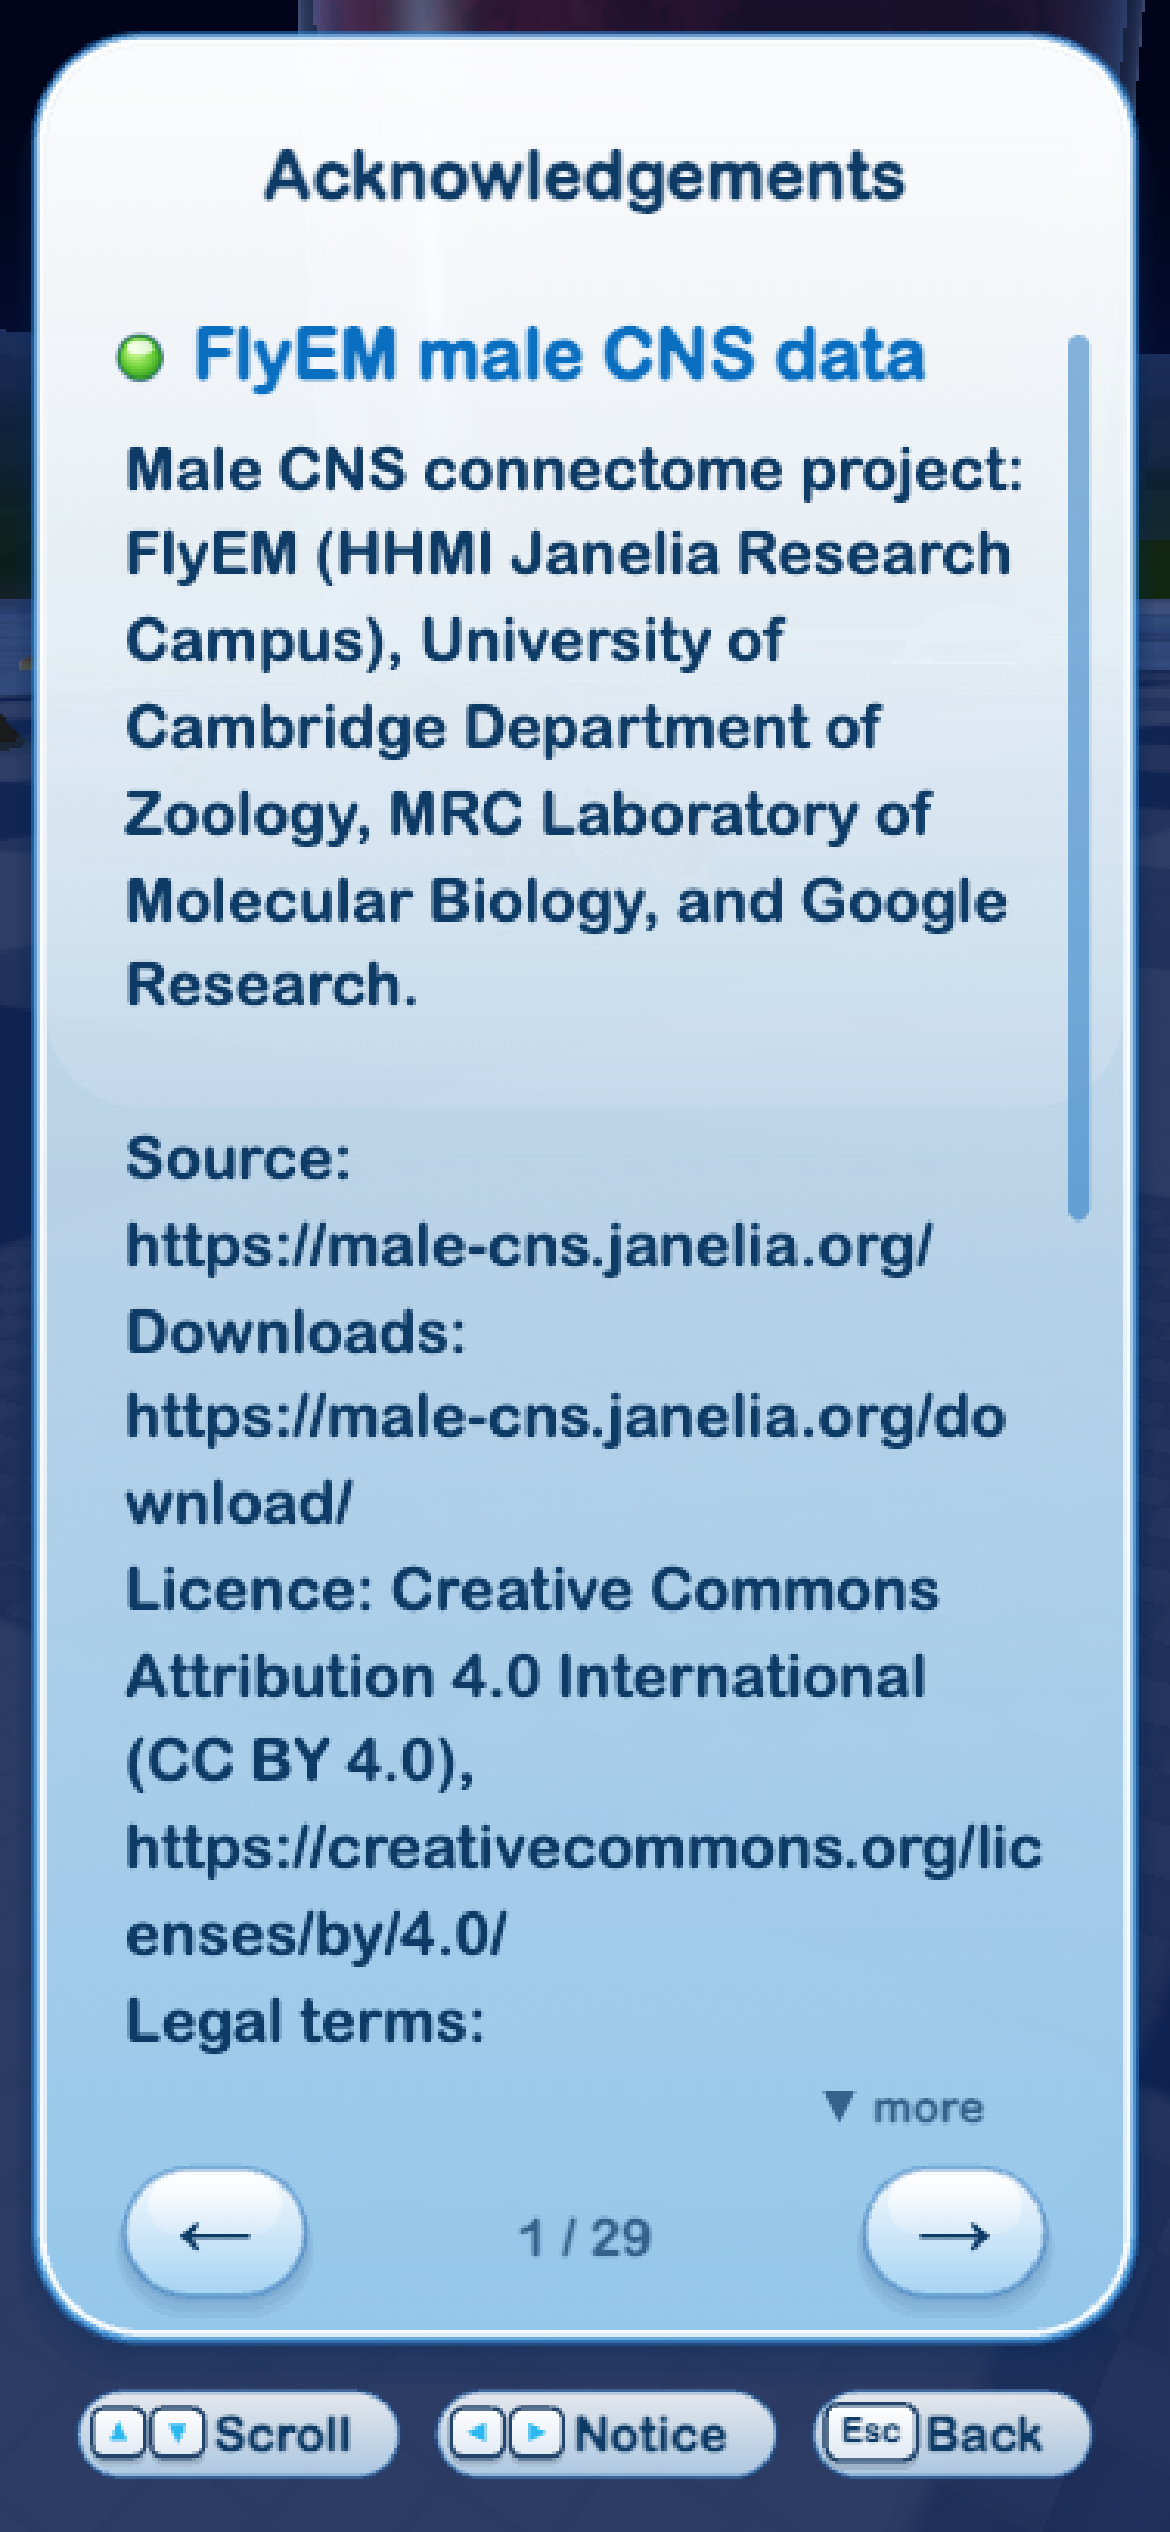 Acknowledgements
FlyEM male CNS data
Male CNS connectome project:
FlyEM (HHMI Janelia Research
Campus), University of
Cambridge Department of
Zoology, MRC Laboratory of
Molecular Biology, and Google
Research.
Source:
https://male-cns.janelia.org/
Downloads:
https://male-cns.janelia.org/do
wnload/
Licence: Creative Commons
Attribution 4.0 International
(CC BY 4.0),
https://creativecommons.org/lic
enses/by/4.0/
Legal terms:
▼ more
← 1 / 29 →
▲ ▼ Scroll ◀ ▶ Notice Esc Back